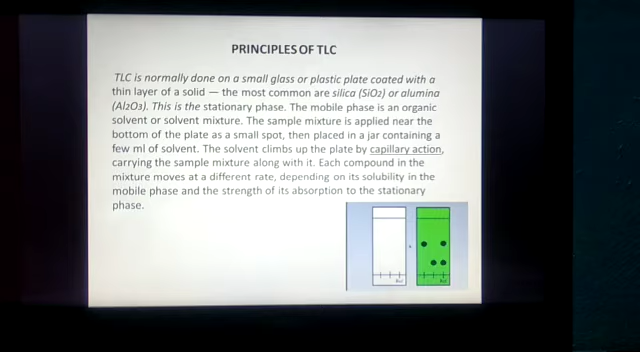 PRINCIPLES OF TLC
TLC is normally done on a small glass or plastic plate coated with a
thin layer of a solid — the most common are silica (SiO2) or alumina
(Al2O3). This is the stationary phase. The mobile phase is an organic
solvent or solvent mixture. The sample mixture is applied near the
bottom of the plate as a small spot, then placed in a jar containing a
few ml of solvent. The solvent climbs up the plate by capillary action,
carrying the sample mixture along with it. Each compound in the
mixture moves at a different rate, depending on its solubility in the
mobile phase and the strength of its absorption to the stationary
phase.